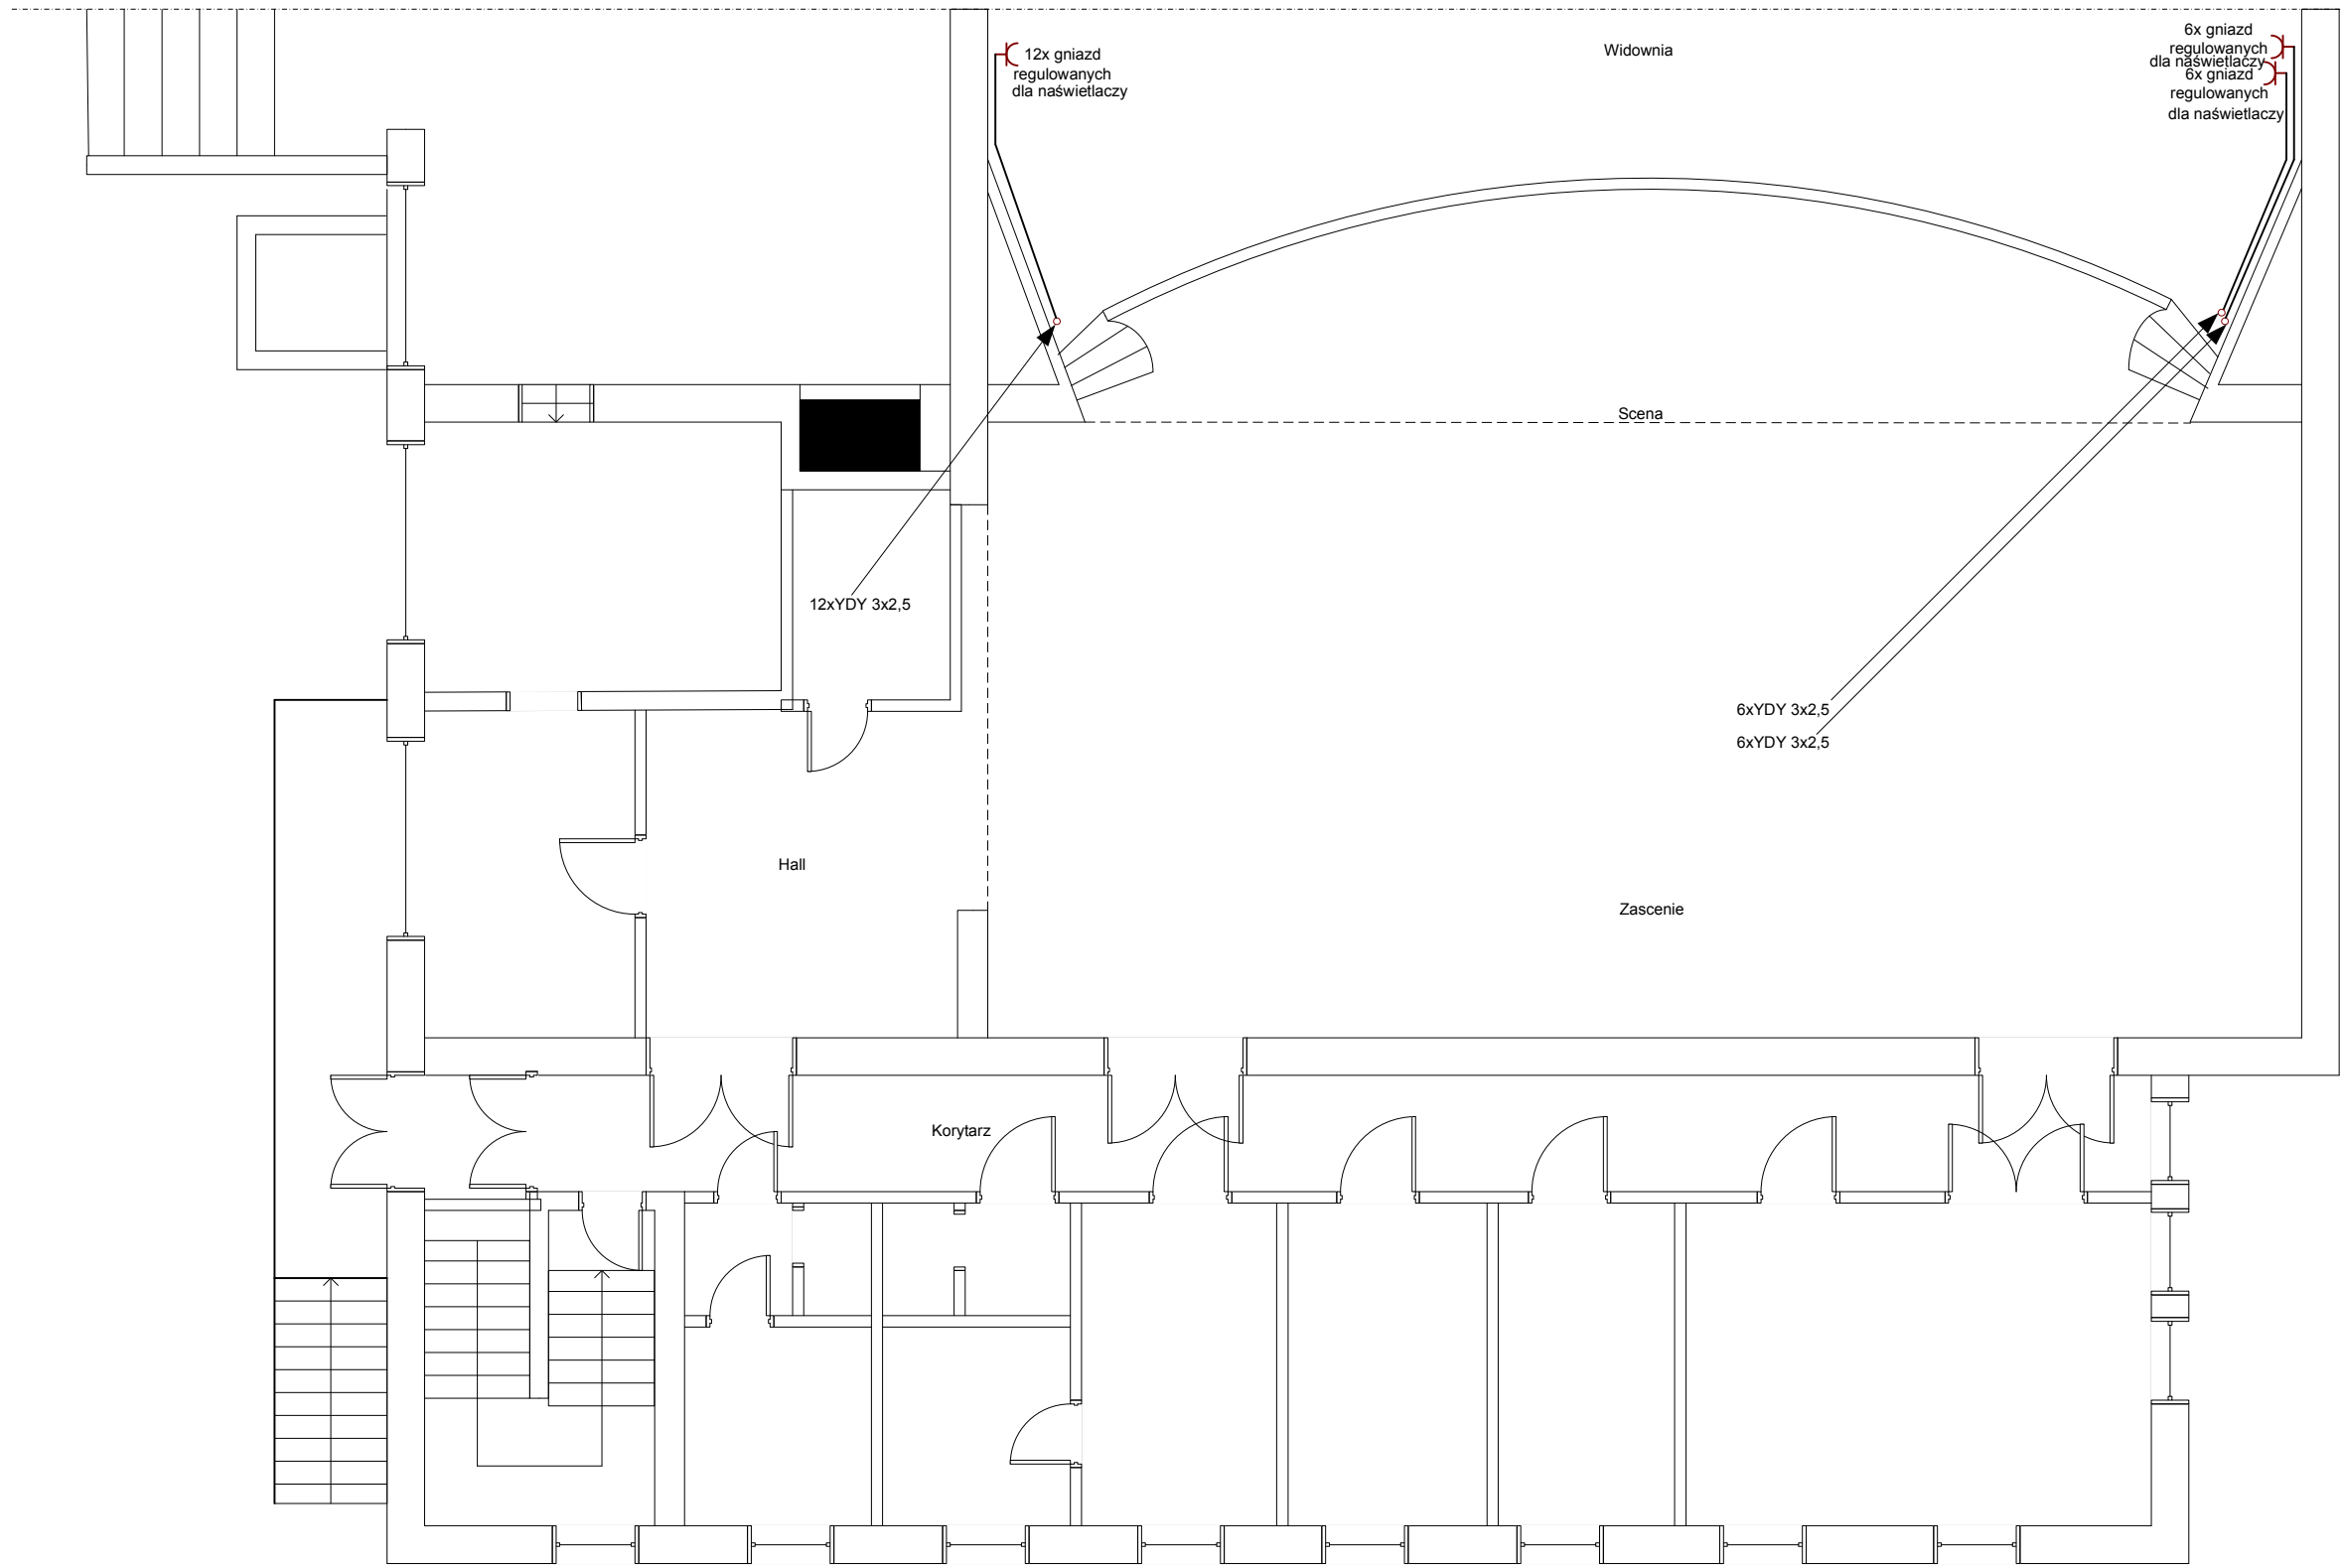 12x gniazd
regulowanych
dla naświetlaczy
Widownia
6x gniazd
regulowanych
dla naświetlaczy
6x gniazd
regulowanych
dla naświetlaczy
Scena
12xYDY 3x2,5
6xYDY 3x2,5
6xYDY 3x2,5
Hall
Zascenie
Korytarz